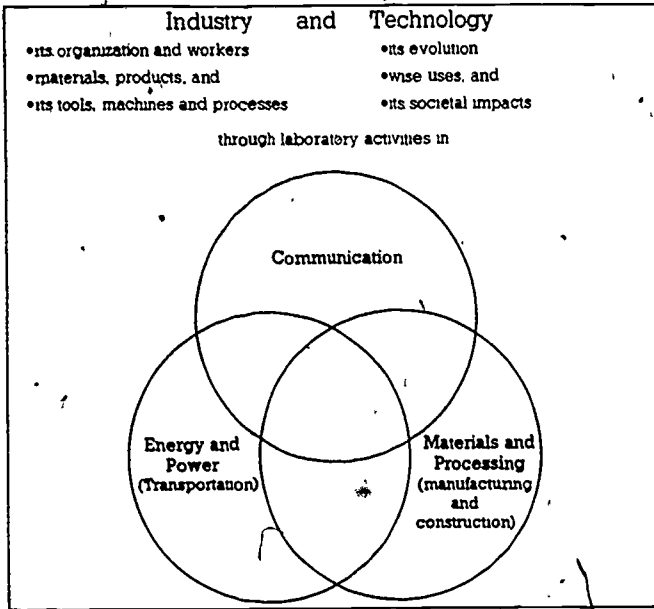 Industry and Technology
•its organization and workers
•materials, products, and
•its tools, machines and processes
•its evolution
•wise uses, and
•its societal impacts
through laboratory activities in
Communication
Energy and
Power
(Transportation)
Materials and
Processing
(manufacturing
and
construction)